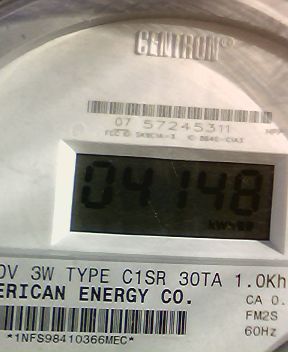 CENTRON®
07 57245311
04148
0V 3W TYPE C1SR 30TA 1.0Kh
ERICAN ENERGY CO.
CA 0.
FM2S
*1NFS98410366MEC*
60Hz